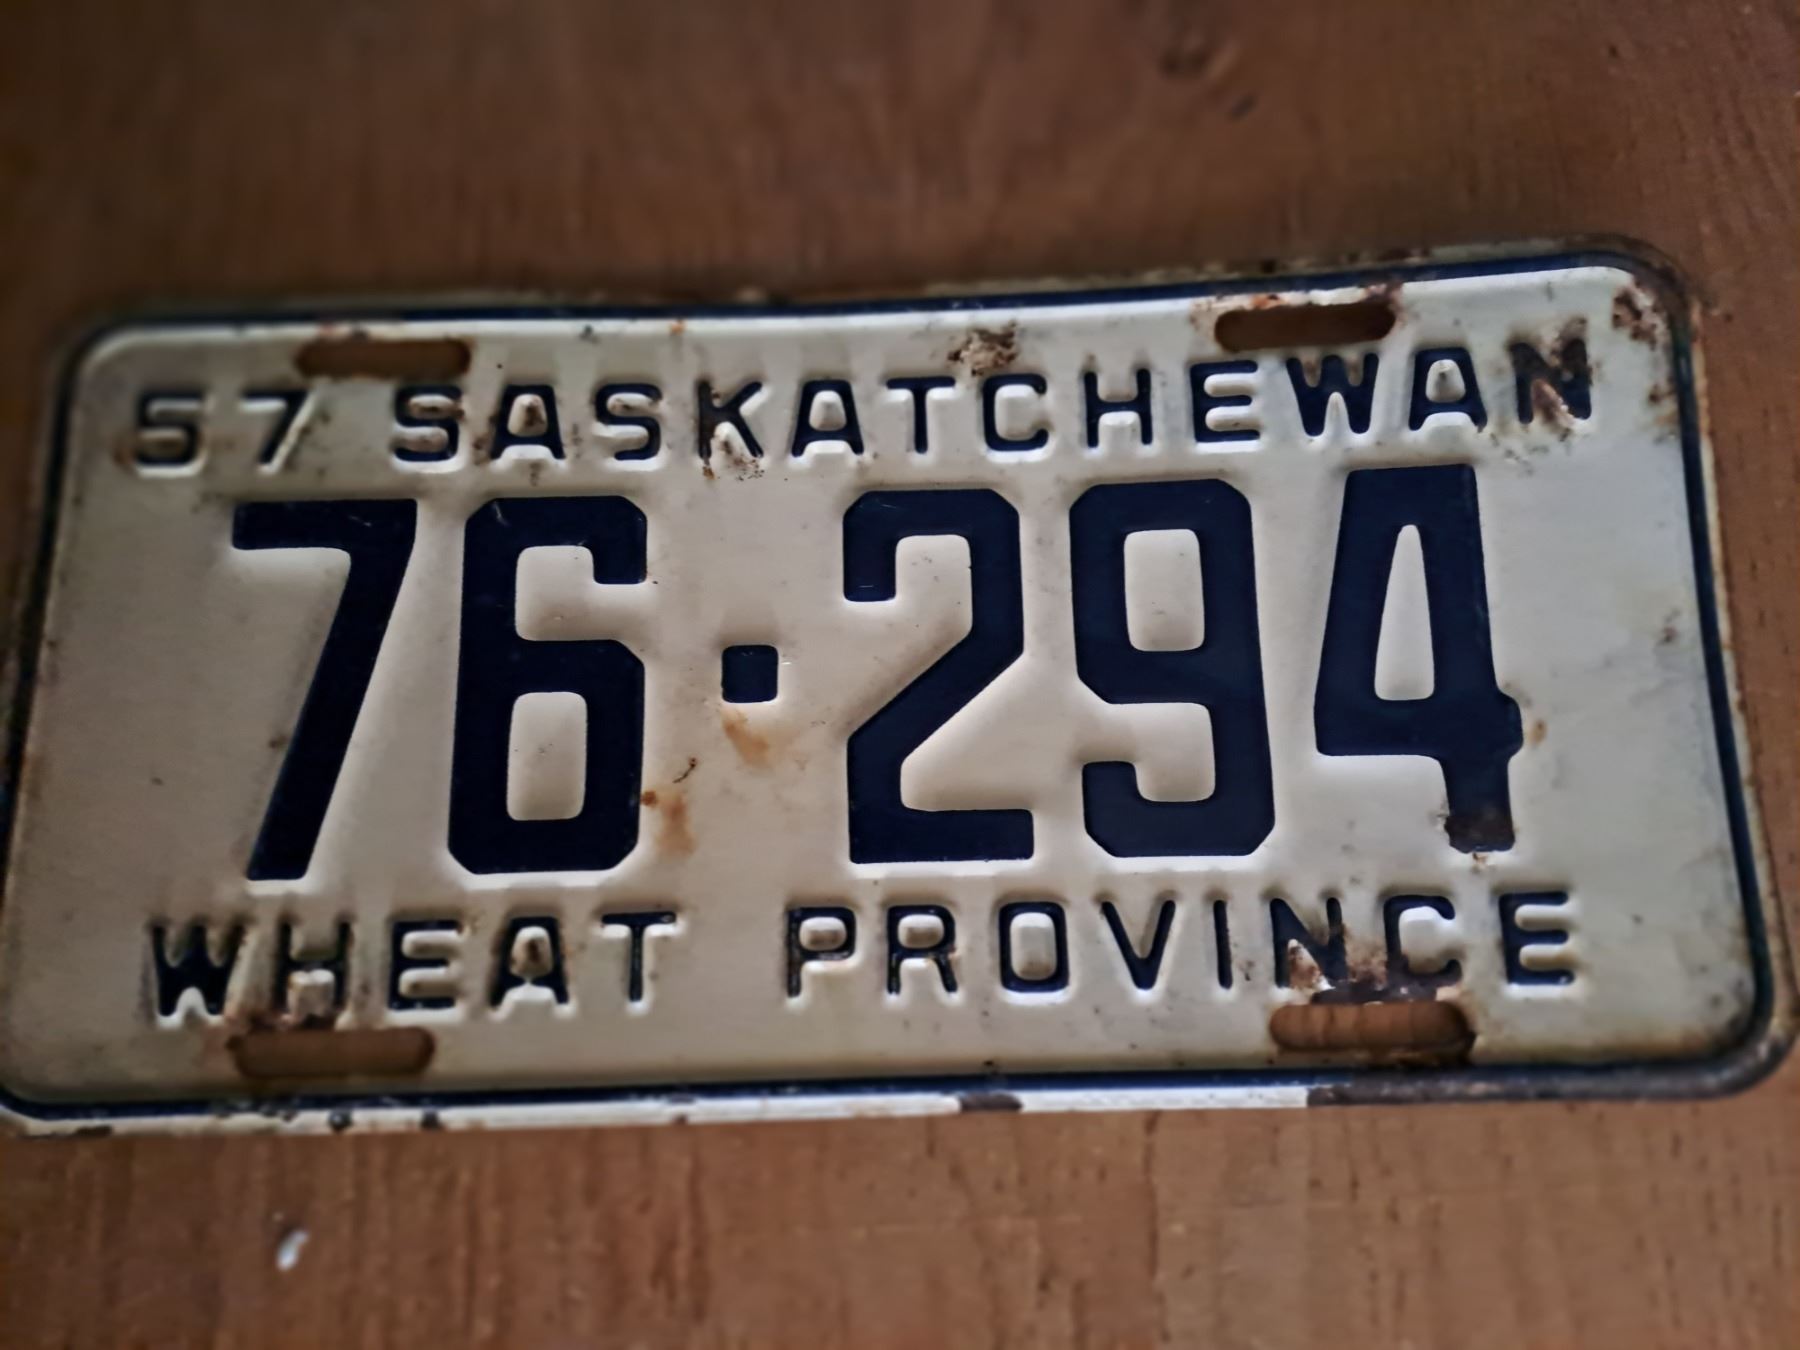 57 SASKATCHEWAN
76·294
WHEAT PROVINCE